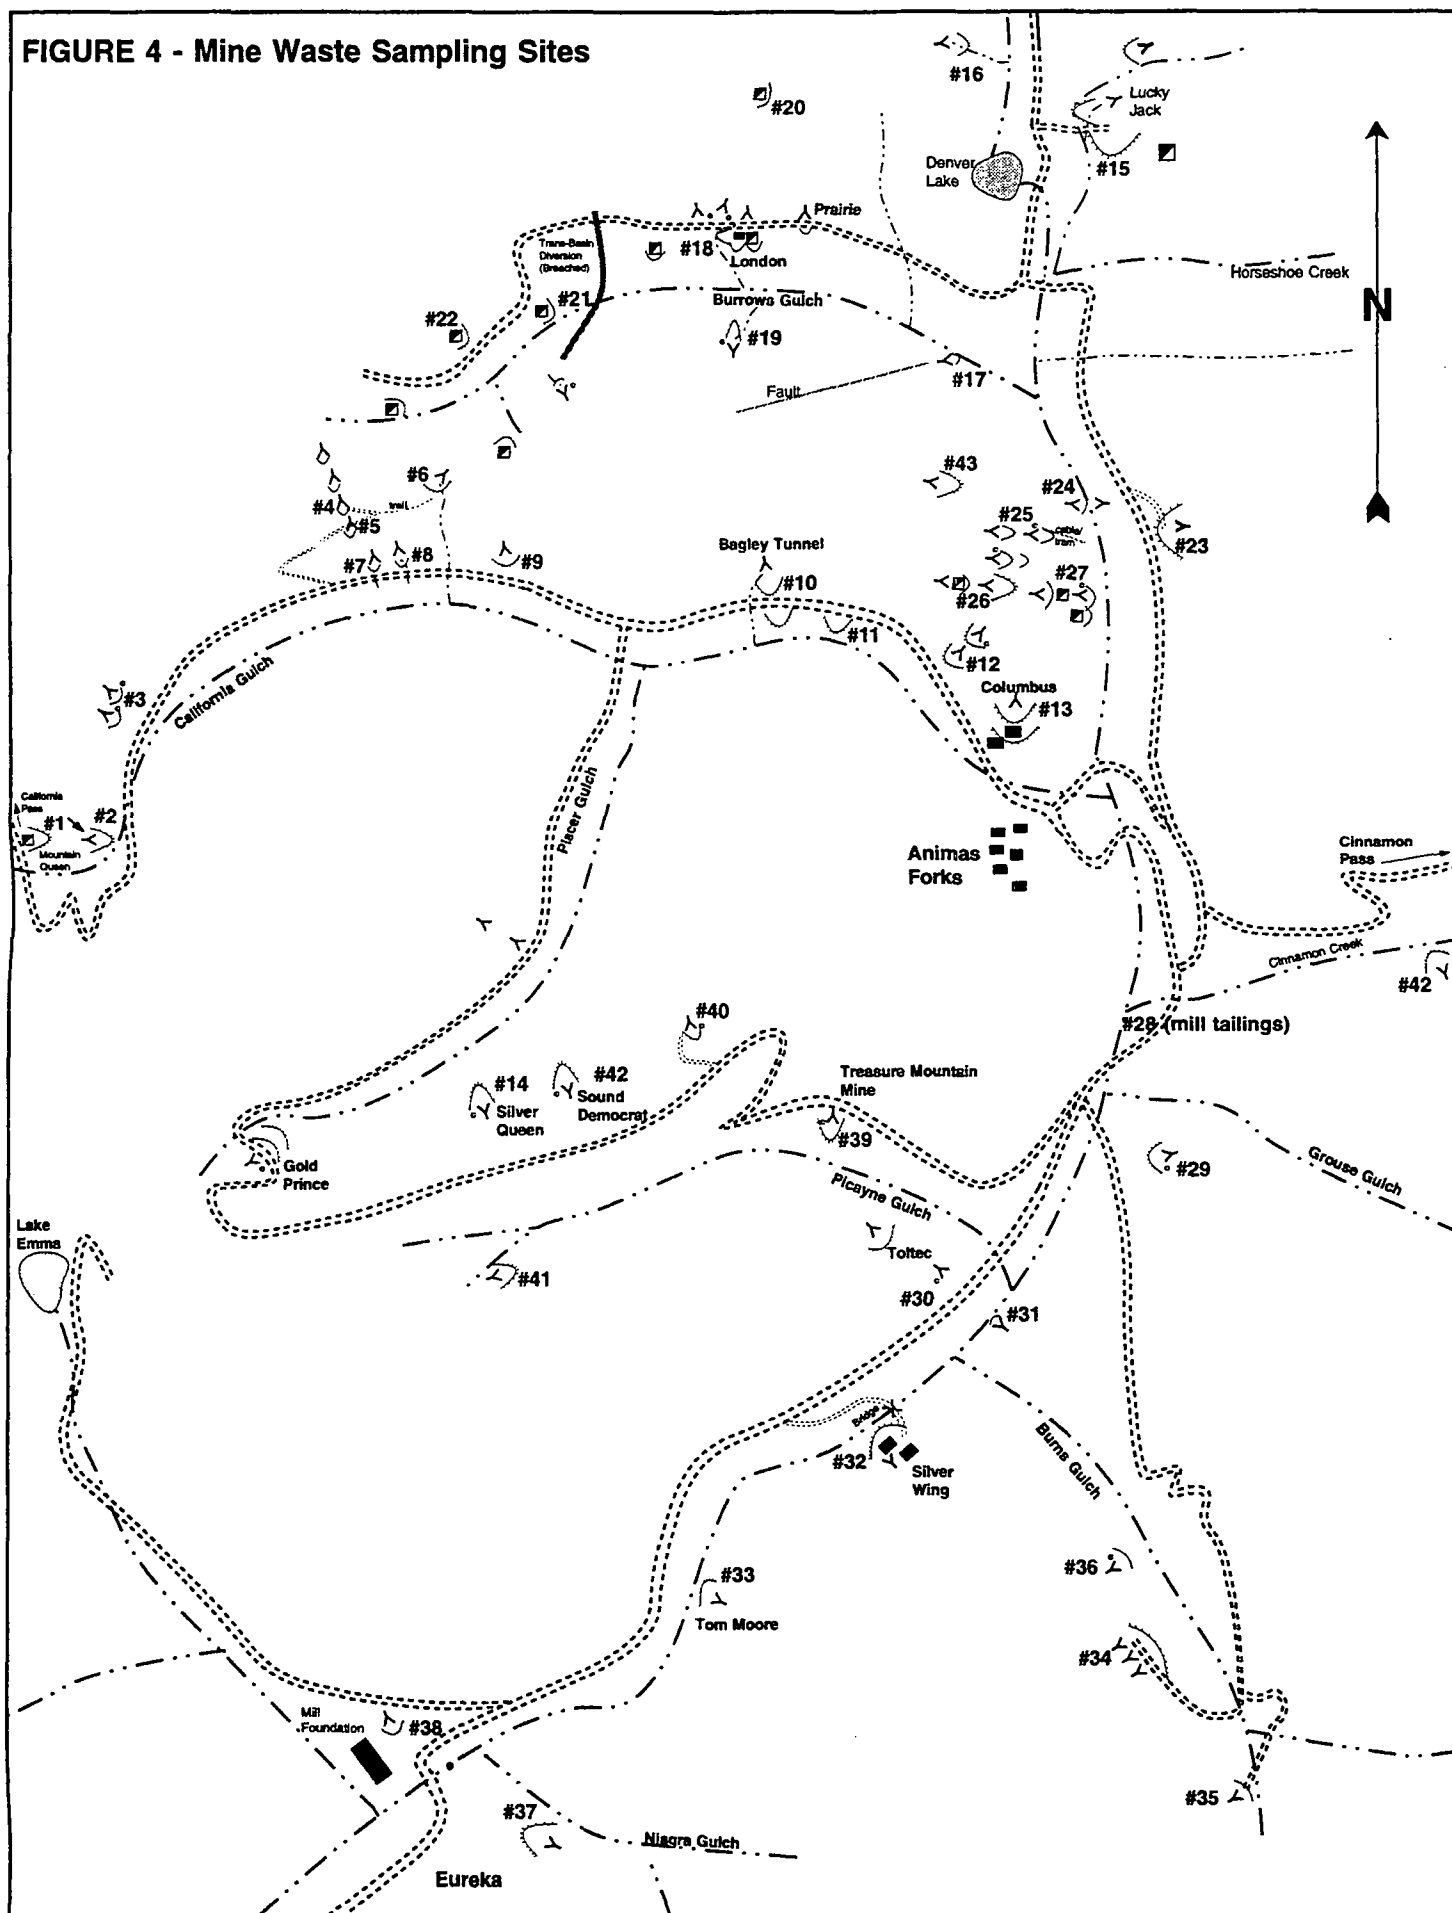 FIGURE 4 - Mine Waste Sampling Sites
#16
Lucky
Jack
#20
#15
Denver
Lake
Prairie
Trans-Basin
Diversion
(Breached)
#18
London
Horseshoe Creek
#21
Burrows Gulch
N
#22
#19
#17
Fault
#6
#43
#4
trail
#24
#5
#25
cable/
tram
#23
#7
#8
#9
Bagley Tunnel
#10
#27
#26
#11
#12
California Gulch
#3
Columbus
#13
Placer Gulch
California
Pass
#1
#2
Mountain
Queen
Animas
Forks
Cinnamon
Pass
Cinnamon Creek
#42
#28 (mill tailings)
#40
Treasure Mountain
Mine
#14
Silver
Queen
#42
Sound
Democrat
#39
Gold
Prince
#29
Grouse Gulch
Picayne Gulch
Lake
Emma
Toltec
#41
#30
#31
Bridge
#32
Silver
Wing
Burns Gulch
#36
#33
Tom Moore
#34
Mill
Foundation
#38
#35
#37
Niagra Gulch
Eureka